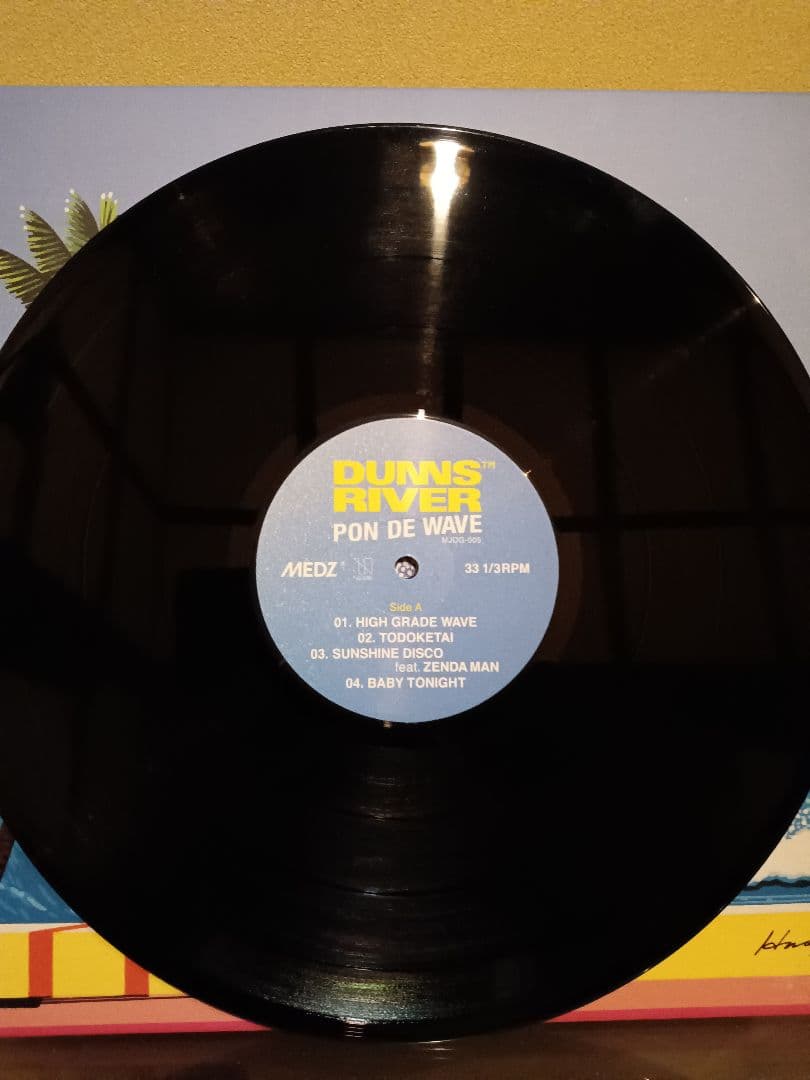 DUNNS™
RIVER
PON DE WAVE
MJDG-005
MEDZ
33 1/3RPM
Side A
01. HIGH GRADE WAVE
02. TODOKETAI
03. SUNSHINE DISCO
feat. ZENDA MAN
04. BABY TONIGHT